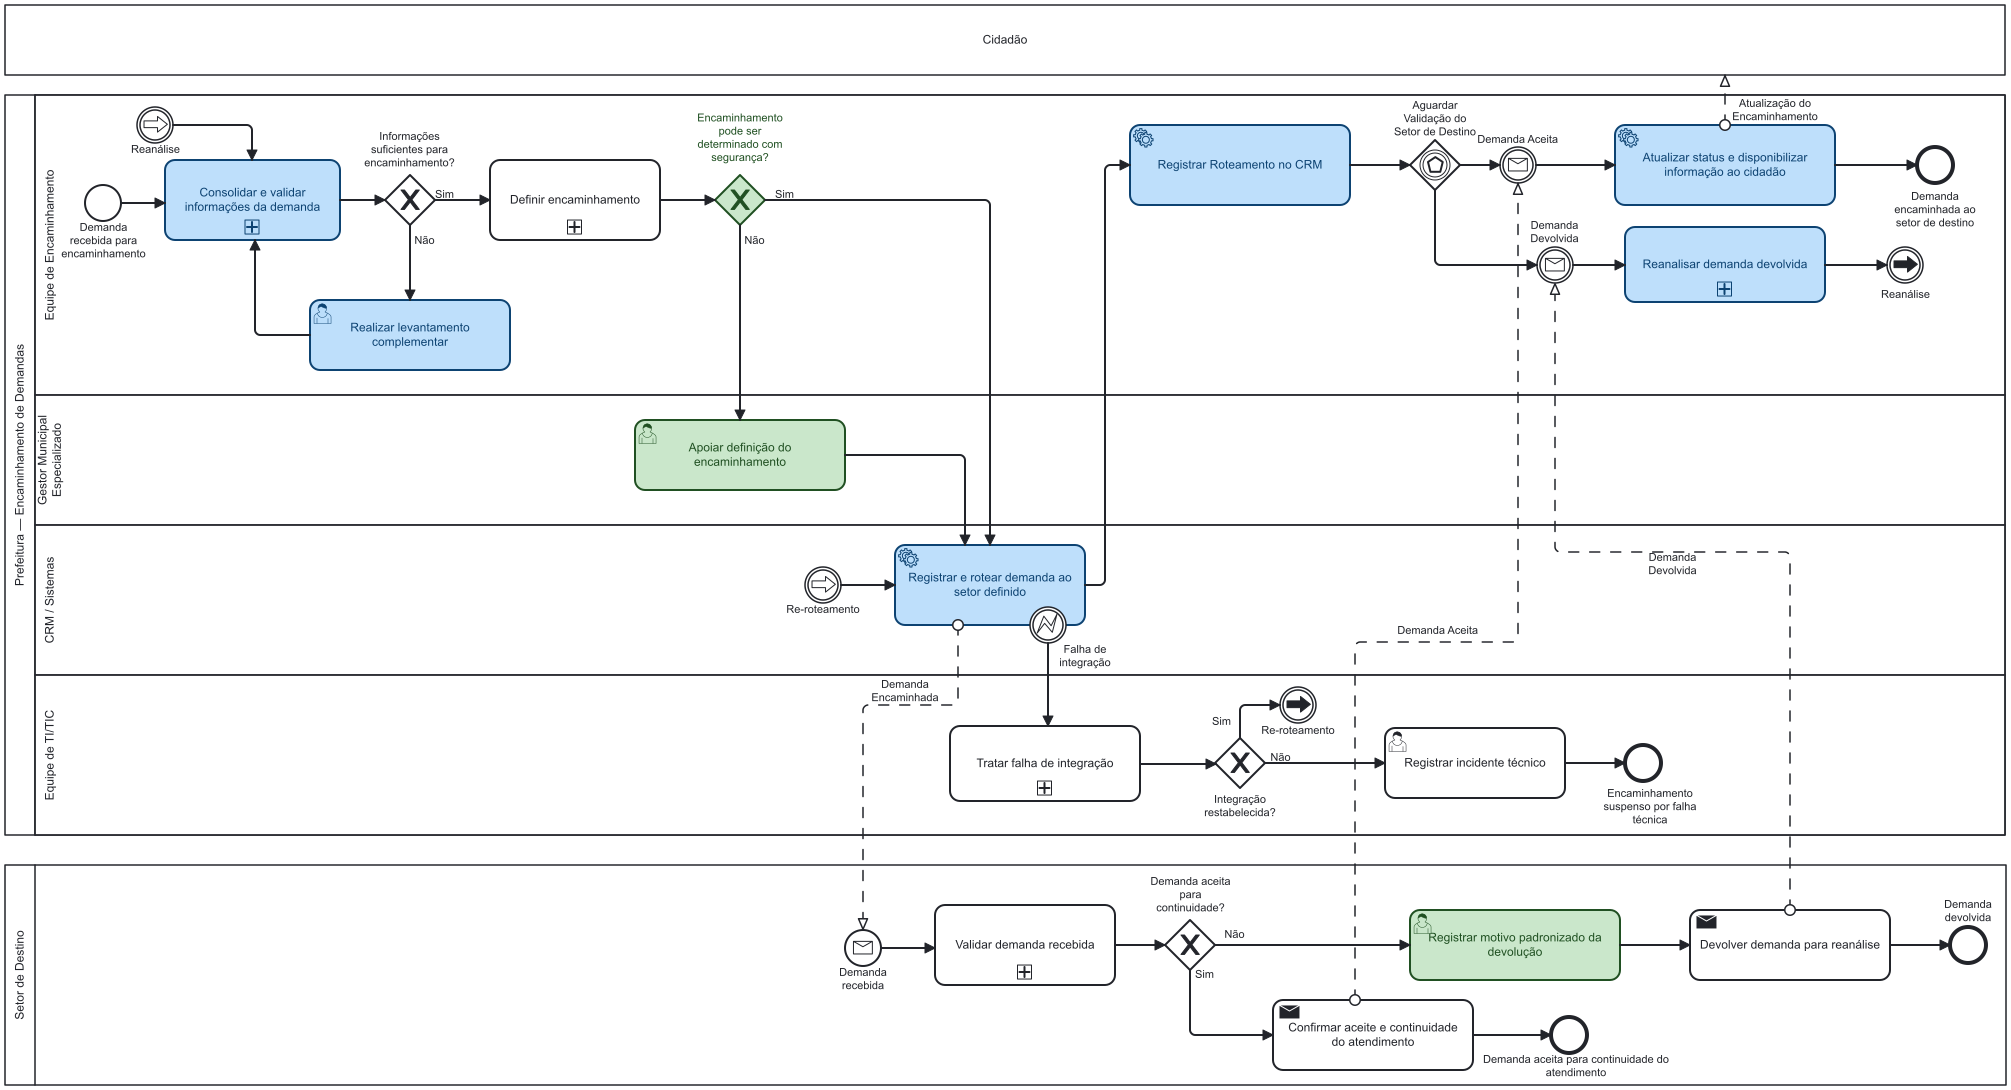 Cidadão
Prefeitura — Encaminhamento de Demandas
Equipe de Encaminhamento
Reanálise
Demanda
recebida para
encaminhamento
Consolidar e validar
informações da demanda
Informações
suficientes para
encaminhamento?
Sim
Não
Realizar levantamento
complementar
Definir encaminhamento
Encaminhamento
pode ser
determinado com
segurança?
Sim
Não
Registrar Roteamento no CRM
Aguardar
Validação do
Setor de Destino
Demanda Aceita
Demanda
Devolvida
Atualização do
Encaminhamento
Atualizar status e disponibilizar
informação ao cidadão
Demanda
encaminhada ao
setor de destino
Reanalisar demanda devolvida
Reanálise
Gestor Municipal
Especializado
Apoiar definição do
encaminhamento
CRM / Sistemas
Re-roteamento
Registrar e rotear demanda ao
setor definido
Falha de
integração
Demanda
Devolvida
Demanda Aceita
Equipe de TI/TIC
Demanda
Encaminhada
Tratar falha de integração
Sim
Re-roteamento
Não
Integração
restabelecida?
Registrar incidente técnico
Encaminhamento
suspenso por falha
técnica
Setor de Destino
Demanda
recebida
Validar demanda recebida
Demanda aceita
para
continuidade?
Não
Sim
Registrar motivo padronizado da
devolução
Devolver demanda para reanálise
Demanda
devolvida
Confirmar aceite e continuidade
do atendimento
Demanda aceita para continuidade do
atendimento